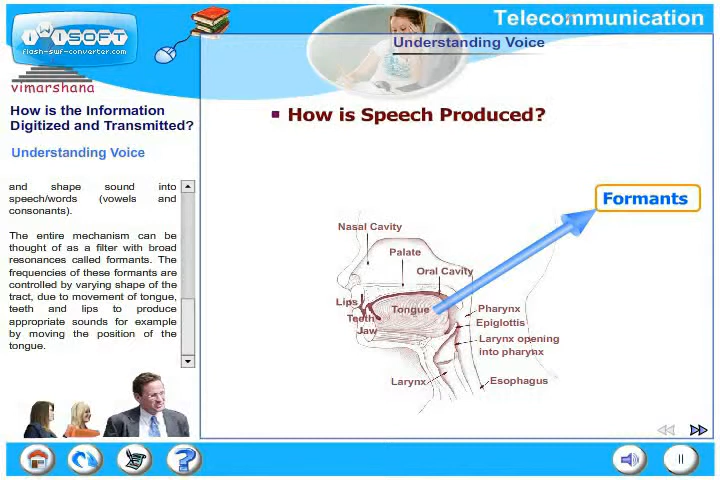 Telecommunication
Understanding Voice
iWiSOFT
flash-swf-converter.com
vimarshana
How is the Information
Digitized and Transmitted?
Understanding Voice
and shape sound into
speech/words (vowels and
consonants).
The entire mechanism can be
thought of as a filter with broad
resonances called formants. The
frequencies of these formants are
controlled by varying shape of the
tract, due to movement of tongue,
teeth and lips to produce
appropriate sounds for example
by moving the position of the
tongue.
How is Speech Produced?
Formants
Nasal Cavity
Palate
Oral Cavity
Lips
Teeth
Tongue
Jaw
Pharynx
Epiglottis
Larynx opening
into pharynx
Larynx
Esophagus